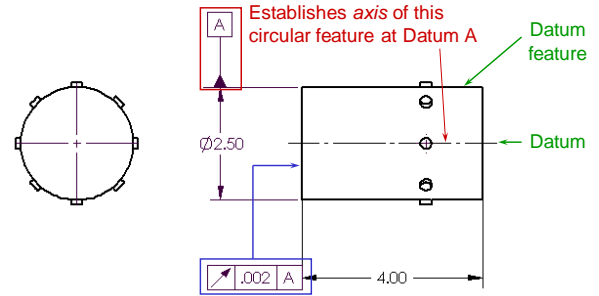 A
Establishes axis of this
circular feature at Datum A
Datum
feature
Ø2.50
Datum
.002 A
4.00